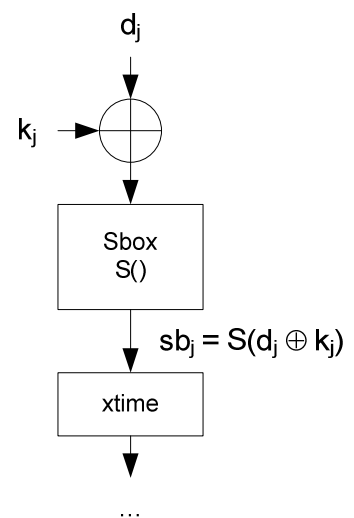 dj
kj
Sbox
S()
sbj = S(dj ⊕ kj)
xtime
...